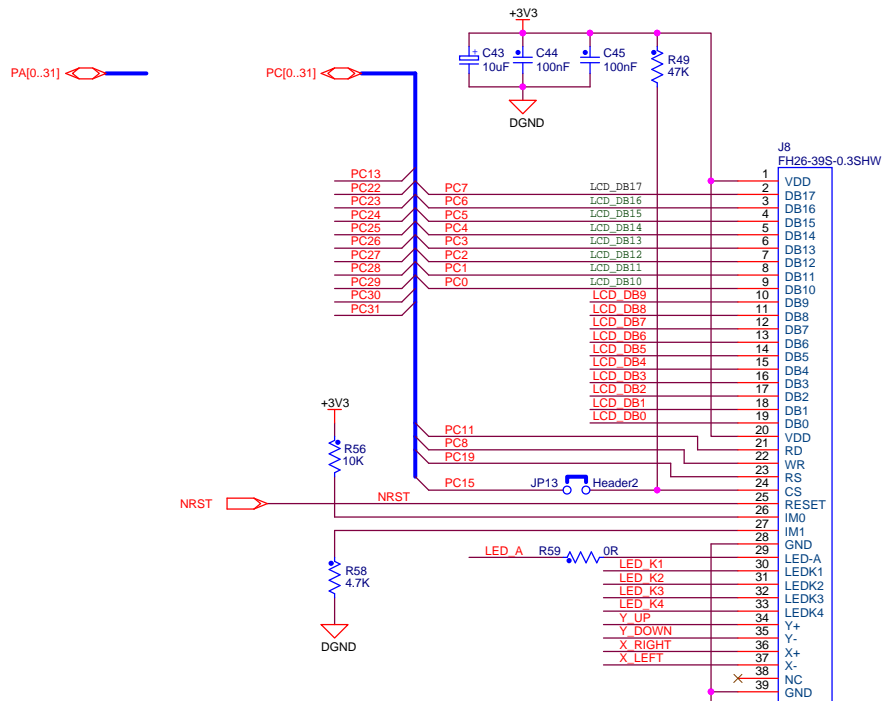 +3V3
PA[0..31]
PC[0..31]
C43
10uF
C44
100nF
C45
100nF
R49
47K
DGND
J8
FH26-39S-0.3SHW
PC13
PC22
PC23
PC24
PC25
PC26
PC27
PC28
PC29
PC30
PC31
PC7 LCD_DB17
PC6 LCD_DB16
PC5 LCD_DB15
PC4 LCD_DB14
PC3 LCD_DB13
PC2 LCD_DB12
PC1 LCD_DB11
PC0 LCD_DB10
LCD_DB9
LCD_DB8
LCD_DB7
LCD_DB6
LCD_DB5
LCD_DB4
LCD_DB3
LCD_DB2
LCD_DB1
LCD_DB0
+3V3
R56
10K
PC11
PC8
PC19
PC15 JP13 Header2
NRST NRST
R58
4.7K
DGND
LED_A R59 0R
LED_K1
LED_K2
LED_K3
LED_K4
Y_UP
Y_DOWN
X_RIGHT
X_LEFT
1 VDD
2 DB17
3 DB16
4 DB15
5 DB14
6 DB13
7 DB12
8 DB11
9 DB10
10 DB9
11 DB8
12 DB7
13 DB6
14 DB5
15 DB4
16 DB3
17 DB2
18 DB1
19 DB0
20 VDD
21 RD
22 WR
23 RS
24 CS
25 RESET
26 IM0
27 IM1
28 GND
29 LED-A
30 LEDK1
31 LEDK2
32 LEDK3
33 LEDK4
34 Y+
35 Y-
36 X+
37 X-
38 NC
39 GND